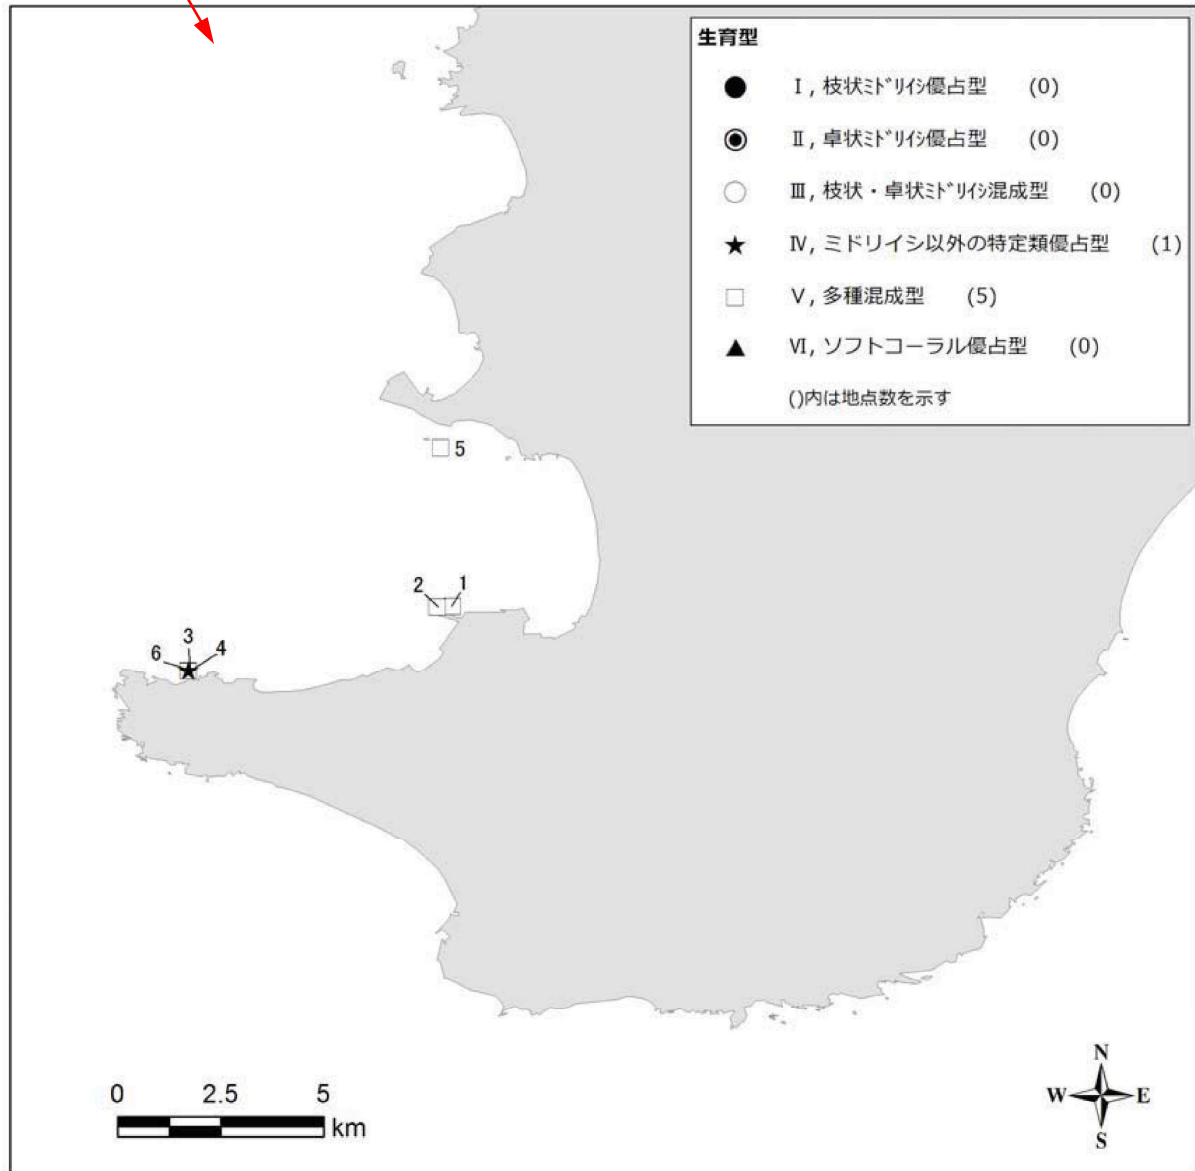 生育型
Ⅰ, 枝状ﾐﾄﾞﾘｲｼ優占型 (0)
Ⅱ, 卓状ﾐﾄﾞﾘｲｼ優占型 (0)
Ⅲ, 枝状・卓状ﾐﾄﾞﾘｲｼ混成型 (0)
Ⅳ, ミドリイシ以外の特定類優占型 (1)
Ⅴ, 多種混成型 (5)
Ⅵ, ソフトコーラル優占型 (0)
()内は地点数を示す
5
2 1
3
6 4
N
W E
S
0 2.5 5
km